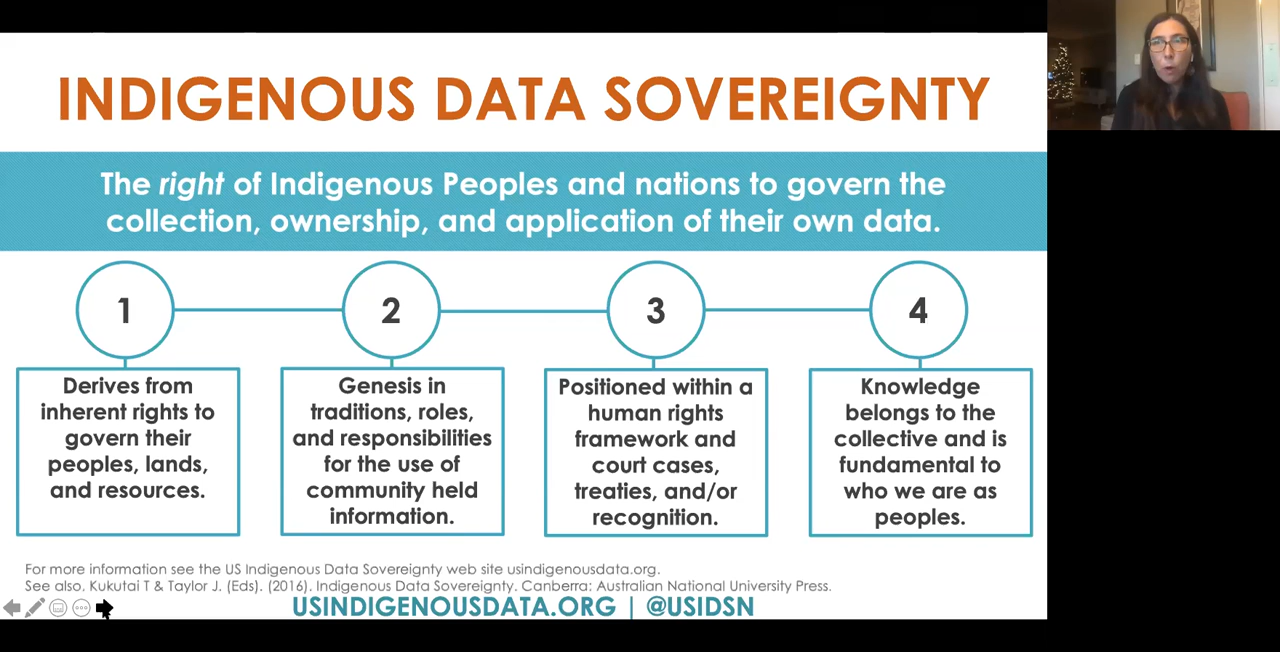 INDIGENOUS DATA SOVEREIGNTY
The right of Indigenous Peoples and nations to govern the
collection, ownership, and application of their own data.
1
Derives from
inherent rights to
govern their
peoples, lands,
and resources.
2
Genesis in
traditions, roles,
and responsibilities
for the use of
community held
information.
3
Positioned within a
human rights
framework and
court cases,
treaties, and/or
recognition.
4
Knowledge
belongs to the
collective and is
fundamental to
who we are as
peoples.
For more information see the US Indigenous Data Sovereignty web site usindigenousdata.org.
See also, Kukutai T & Taylor J. (Eds). (2016). Indigenous Data Sovereignty. Canberra: Australian National University Press.
USINDIGENOUSDATA.ORG | @USIDSN